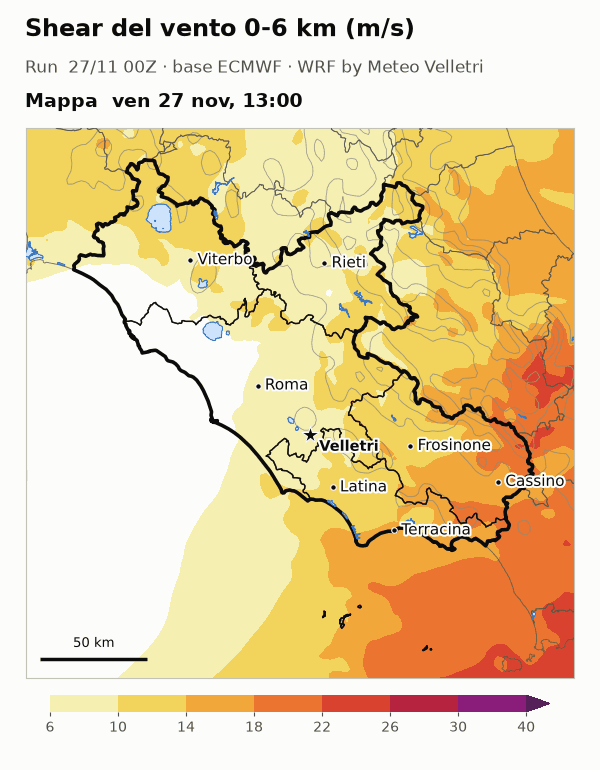 Shear del vento 0-6 km (m/s)
Run  27/11 00Z · base ECMWF · WRF by Meteo Velletri
Mappa  ven 27 nov, 13:00
Viterbo
Rieti
Roma
Velletri
Frosinone
Cassino
Latina
Terracina
50 km
6 10 14 18 22 26 30 40